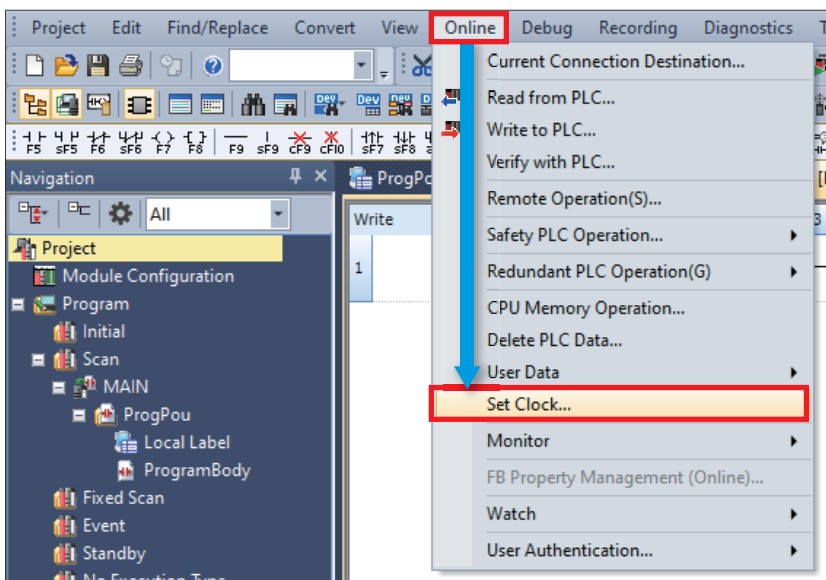 Project Edit Find/Replace Convert View Online Debug Recording Diagnostics
Current Connection Destination...
Read from PLC...
Write to PLC...
Verify with PLC...
Remote Operation(S)...
Safety PLC Operation...
Redundant PLC Operation(G)
CPU Memory Operation...
Delete PLC Data...
User Data
Set Clock...
Monitor
FB Property Management (Online)...
Watch
User Authentication...
F5 sF5 F6 sF6 F7 F8 F9 sF9 cF9 cF10 sF7 sF8
Navigation
All
Project
Module Configuration
Program
Initial
Scan
MAIN
ProgPou
Local Label
ProgramBody
Fixed Scan
Event
Standby
No Execution Type
Write
1